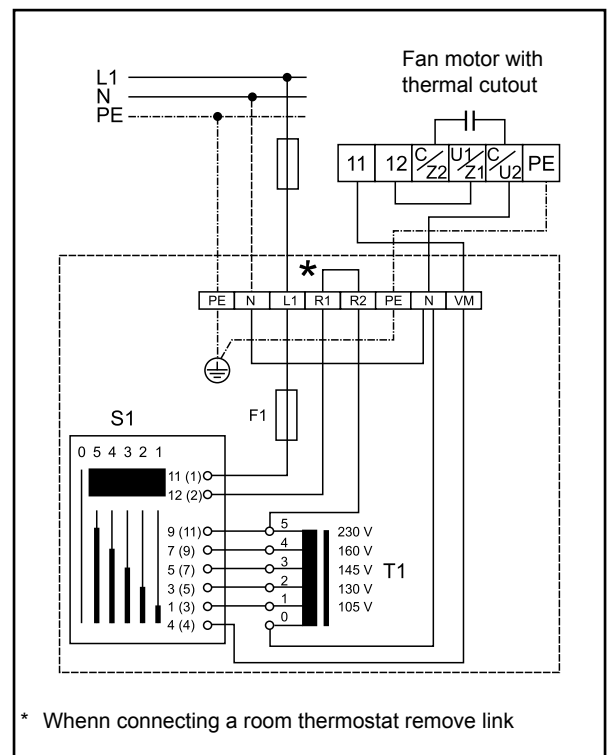 Fan motor with
thermal cutout
L1
N
PE
11 12 C/Z2 U1/Z1 C/U2 PE
*
PE N L1 R1 R2 PE N VM
F1
S1
0 5 4 3 2 1
11 (1)
12 (2)
9 (11) 5 230 V
7 (9) 4 160 V
5 (7) 3 145 V T1
3 (5) 2 130 V
1 (3) 1 105 V
4 (4) 0
* Whenn connecting a room thermostat remove link